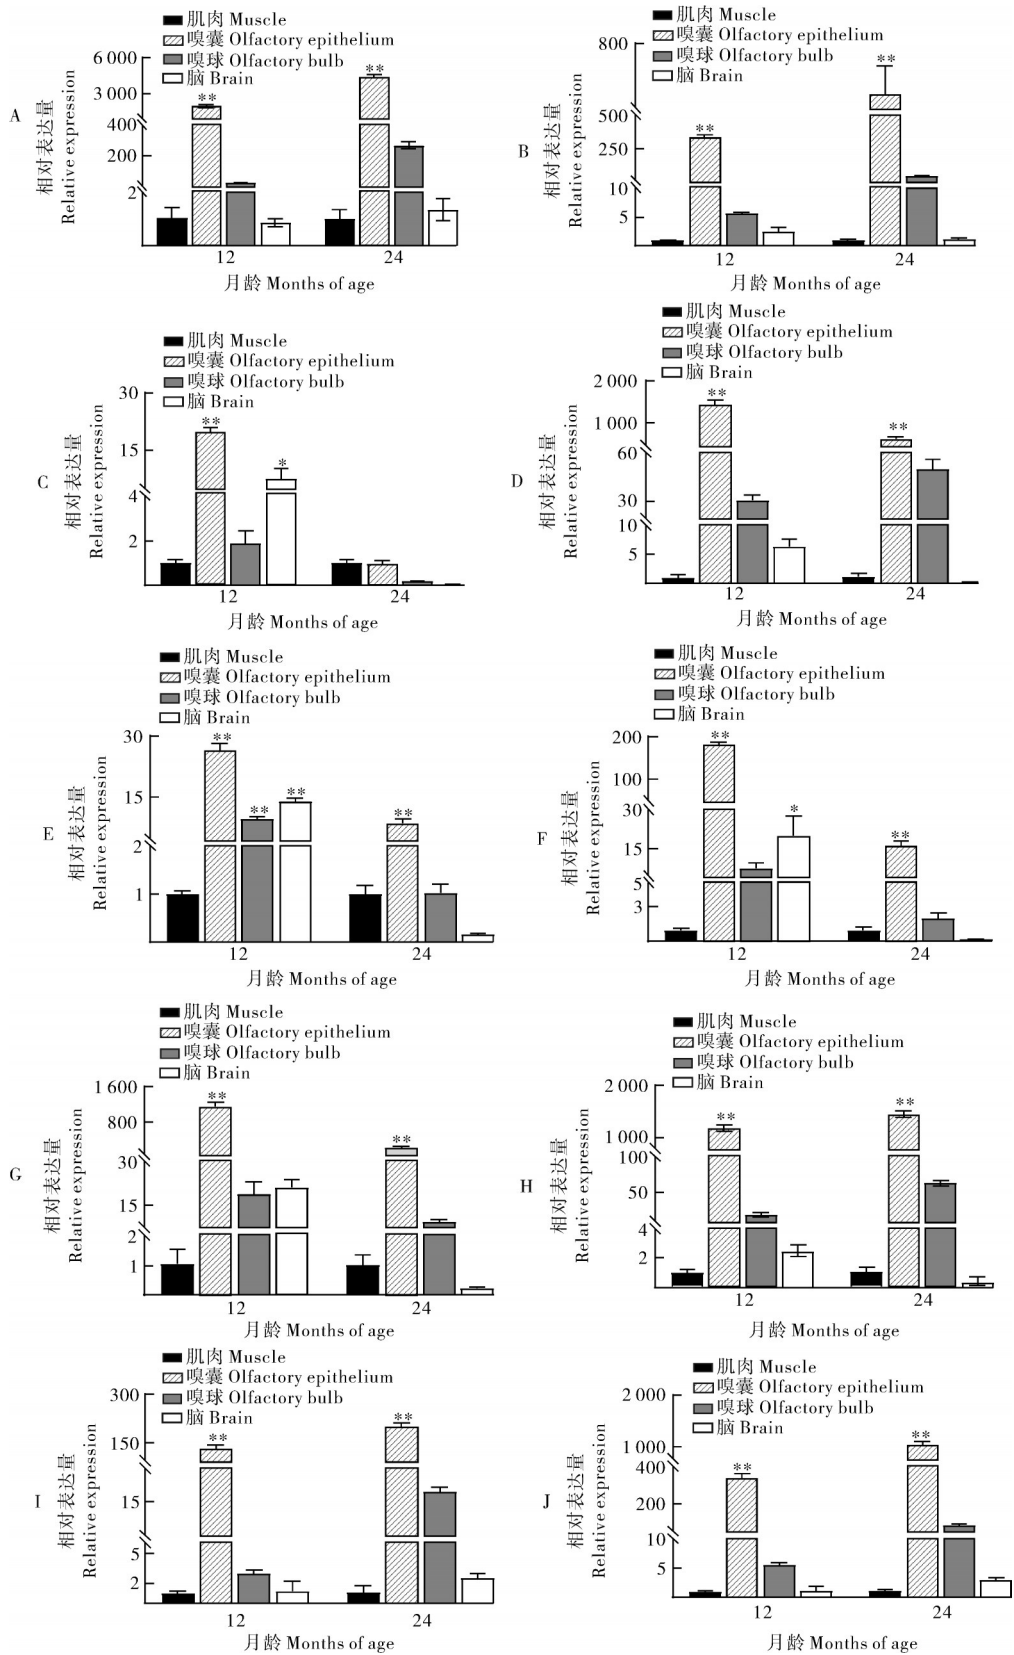 肌肉 Muscle
嗅囊 Olfactory epithelium
嗅球 Olfactory bulb
脑 Brain
A
相对表达量
Relative expression
6 000
3 000
400
200
2
**
**
12
24
月龄 Months of age
肌肉 Muscle
嗅囊 Olfactory epithelium
嗅球 Olfactory bulb
脑 Brain
B
相对表达量
Relative expression
800
500
250
10
5
**
**
12
24
月龄 Months of age
肌肉 Muscle
嗅囊 Olfactory epithelium
嗅球 Olfactory bulb
脑 Brain
C
相对表达量
Relative expression
30
15
4
2
**
*
12
24
月龄 Months of age
肌肉 Muscle
嗅囊 Olfactory epithelium
嗅球 Olfactory bulb
脑 Brain
D
相对表达量
Relative expression
2 000
1 000
60
30
10
5
**
**
12
24
月龄 Months of age
肌肉 Muscle
嗅囊 Olfactory epithelium
嗅球 Olfactory bulb
脑 Brain
E
相对表达量
Relative expression
30
15
2
1
**
**
**
**
12
24
月龄 Months of age
肌肉 Muscle
嗅囊 Olfactory epithelium
嗅球 Olfactory bulb
脑 Brain
F
相对表达量
Relative expression
200
100
30
15
5
3
**
*
**
12
24
月龄 Months of age
肌肉 Muscle
嗅囊 Olfactory epithelium
嗅球 Olfactory bulb
脑 Brain
G
相对表达量
Relative expression
1 600
800
30
15
2
1
**
**
12
24
月龄 Months of age
肌肉 Muscle
嗅囊 Olfactory epithelium
嗅球 Olfactory bulb
脑 Brain
H
相对表达量
Relative expression
2 000
1 000
100
50
4
2
**
**
12
24
月龄 Months of age
肌肉 Muscle
嗅囊 Olfactory epithelium
嗅球 Olfactory bulb
脑 Brain
I
相对表达量
Relative expression
300
150
15
5
2
**
**
12
24
月龄 Months of age
肌肉 Muscle
嗅囊 Olfactory epithelium
嗅球 Olfactory bulb
脑 Brain
J
相对表达量
Relative expression
2 000
1 000
400
200
10
5
**
**
12
24
月龄 Months of age